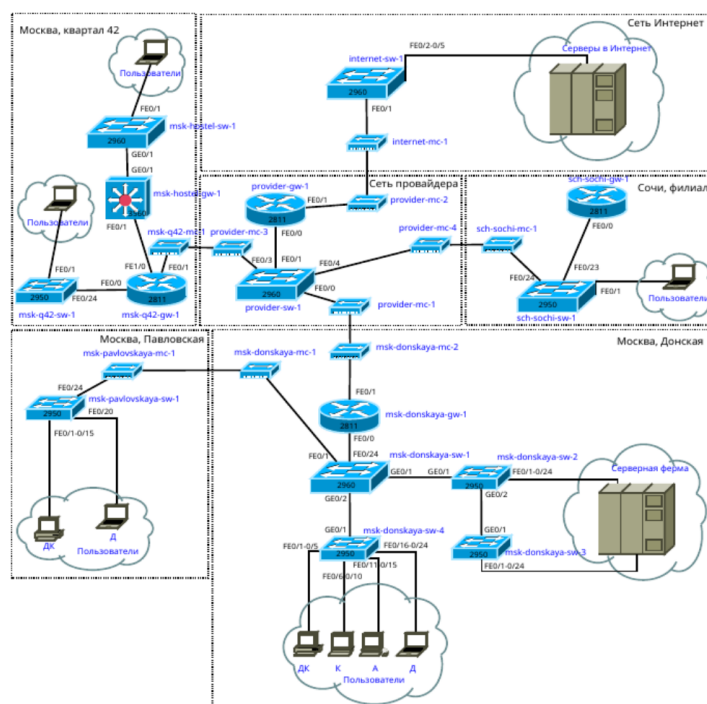 Москва, квартал 42
Пользователи
FE0/1
msk-hostel-sw-1
2960
GE0/1
GE0/1
msk-hostel-gw-1
3560
FE0/1
Пользователи
FE0/1
FE0/0
2950
FE0/24
msk-q42-sw-1
FE1/0
msk-q42-mc-1
FE0/1
2811
msk-q42-gw-1
Сеть Интернет
FE0/2-0/5
Серверы в Интернет
internet-sw-1
2960
FE0/1
internet-mc-1
Сеть провайдера
provider-gw-1
FE0/1
provider-mc-2
2811
FE0/0
provider-mc-3
provider-mc-4
FE0/3
FE0/1
FE0/4
FE0/0
2960
provider-sw-1
provider-mc-1
Сочи, филиал
sch-sochi-gw-1
2811
FE0/0
sch-sochi-mc-1
FE0/24
FE0/23
2950
FE0/1
sch-sochi-sw-1
Пользователи
Москва, Павловская
msk-pavlovskaya-mc-1
FE0/24
msk-pavlovskaya-sw-1
2950
FE0/20
FE0/1-0/15
ДК
Д
Пользователи
Москва, Донская
msk-donskaya-mc-1
msk-donskaya-mc-2
FE0/1
msk-donskaya-gw-1
2811
FE0/0
FE0/1
FE0/24
msk-donskaya-sw-1
2960
GE0/1
GE0/1
msk-donskaya-sw-2
2950
FE0/1-0/24
GE0/2
GE0/2
Серверная ферма
GE0/1
msk-donskaya-sw-4
GE0/1
2950
msk-donskaya-sw-3
FE0/1-0/24
FE0/1-0/5
2950
FE0/16-0/24
FE0/6-0/10
FE0/11-0/15
ДК
К
А
Д
Пользователи